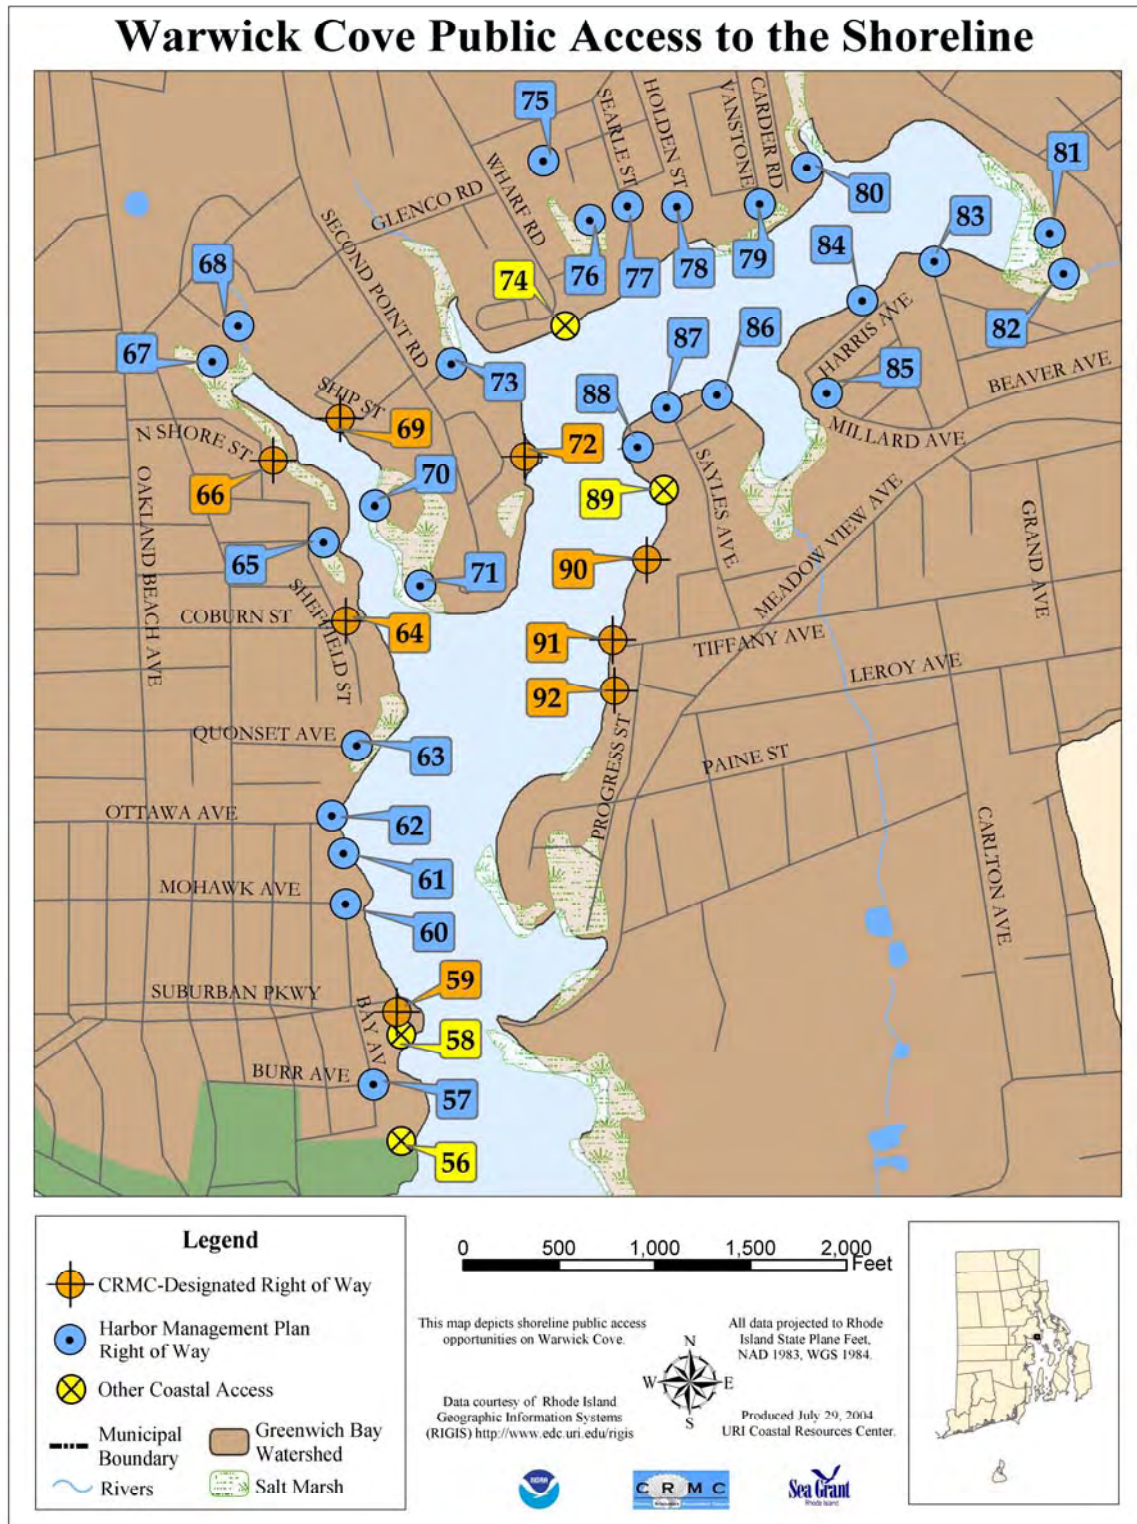 Warwick Cove Public Access to the Shoreline
75
SEARLE ST
HOLDEN ST
VANSTONE
CARDER RD
81
WHARF RD
80
83
GLENCO RD
SECOND POINT RD
68
74
76
77
78
79
84
82
67
87
86
HARRIS AVE
BEAVER AVE
73
88
85
SHIP ST
69
MILLARD AVE
N SHORE ST
72
66
70
89
SAYLES AVE
MEADOW VIEW AVE
GRAND AVE
OAKLAND BEACH AVE
65
71
90
COBURN ST
SHEFFIELD ST
64
91
TIFFANY AVE
LEROY AVE
92
QUONSET AVE
63
PROGRESS ST
PAINE ST
OTTAWA AVE
62
CARLTON AVE
61
MOHAWK AVE
60
59
SUBURBAN PKWY
BAY AV
58
BURR AVE
57
56
Legend
CRMC-Designated Right of Way
Harbor Management Plan
Right of Way
Other Coastal Access
Municipal
Boundary
Greenwich Bay
Watershed
Rivers
Salt Marsh
0 500 1,000 1,500 2,000
Feet
This map depicts shoreline public access
opportunities on Warwick Cove.
All data projected to Rhode
Island State Plane Feet,
NAD 1983, WGS 1984.
N
W E
S
Data courtesy of Rhode Island
Geographic Information Systems
(RIGIS) http://www.edc.uri.edu/rigis
Produced July 29, 2004
URI Coastal Resources Center.
NOAA
C R M C
Sea Grant
Rhode Island